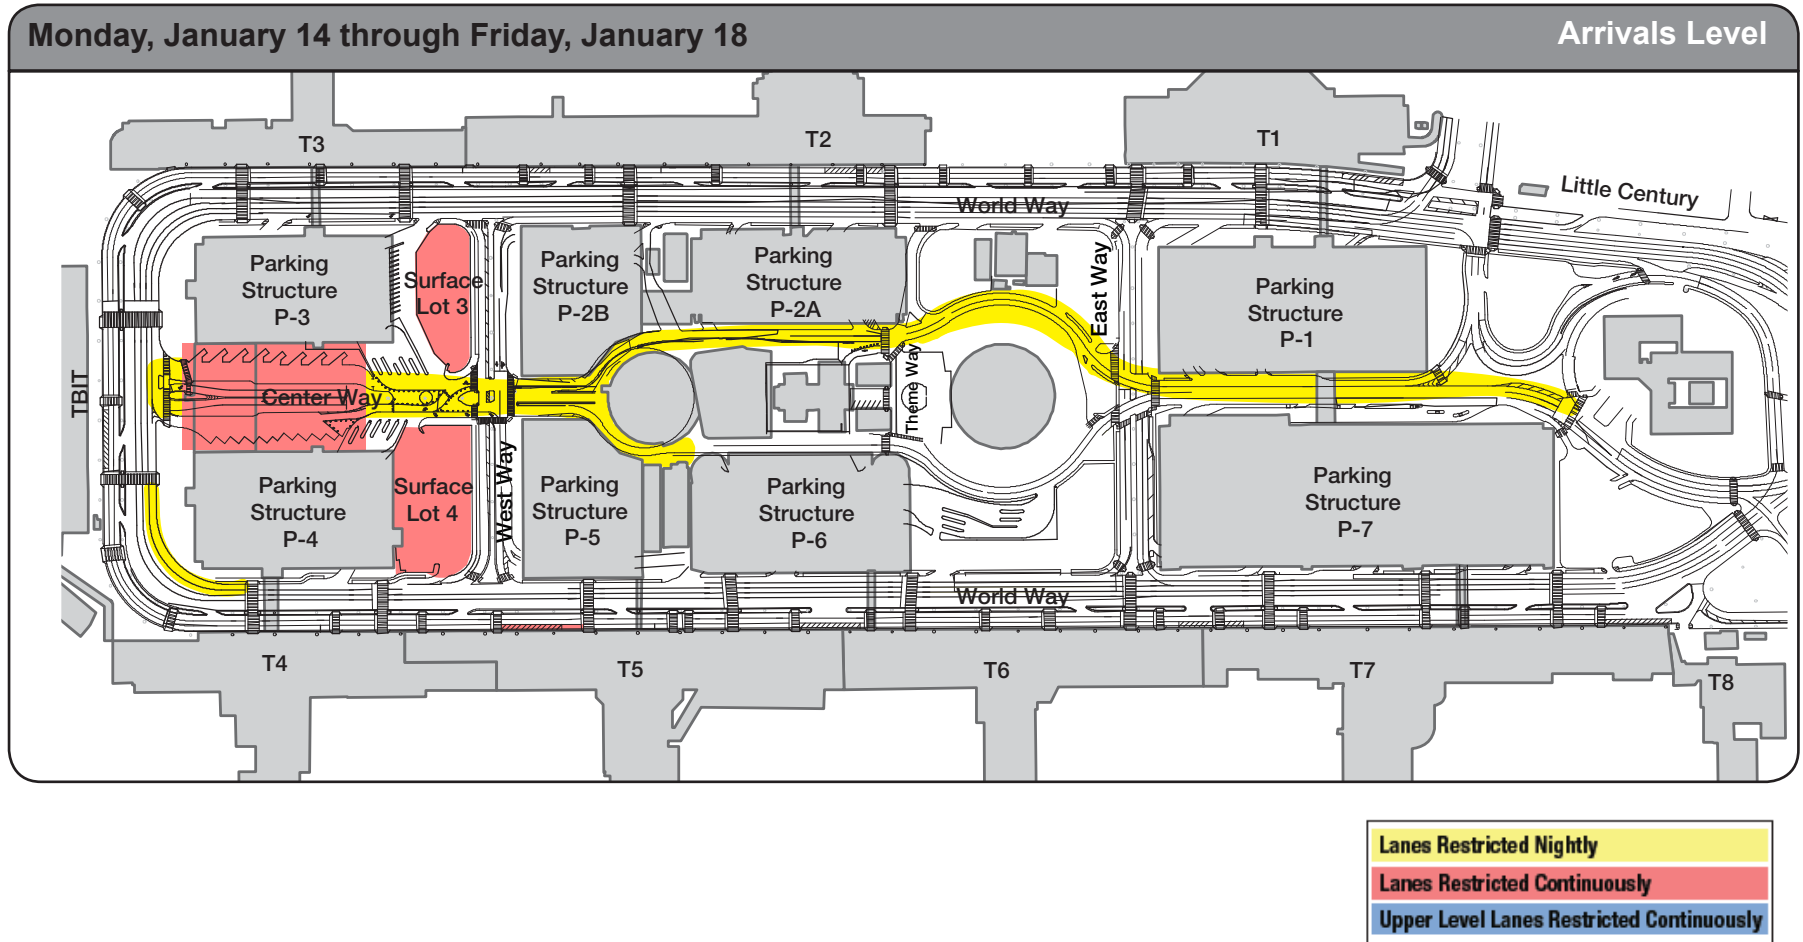 Monday, January 14 through Friday, January 18
Arrivals Level
T3
T2
T1
Little Century
World Way
Parking
Structure
P-3
Surface
Lot 3
Parking
Structure
P-2B
Parking
Structure
P-2A
East Way
Parking
Structure
P-1
TBIT
Center Way
Theme Way
Parking
Structure
P-4
Surface
Lot 4
West Way
Parking
Structure
P-5
Parking
Structure
P-6
Parking
Structure
P-7
World Way
T4
T5
T6
T7
T8
Lanes Restricted Nightly
Lanes Restricted Continuously
Upper Level Lanes Restricted Continuously